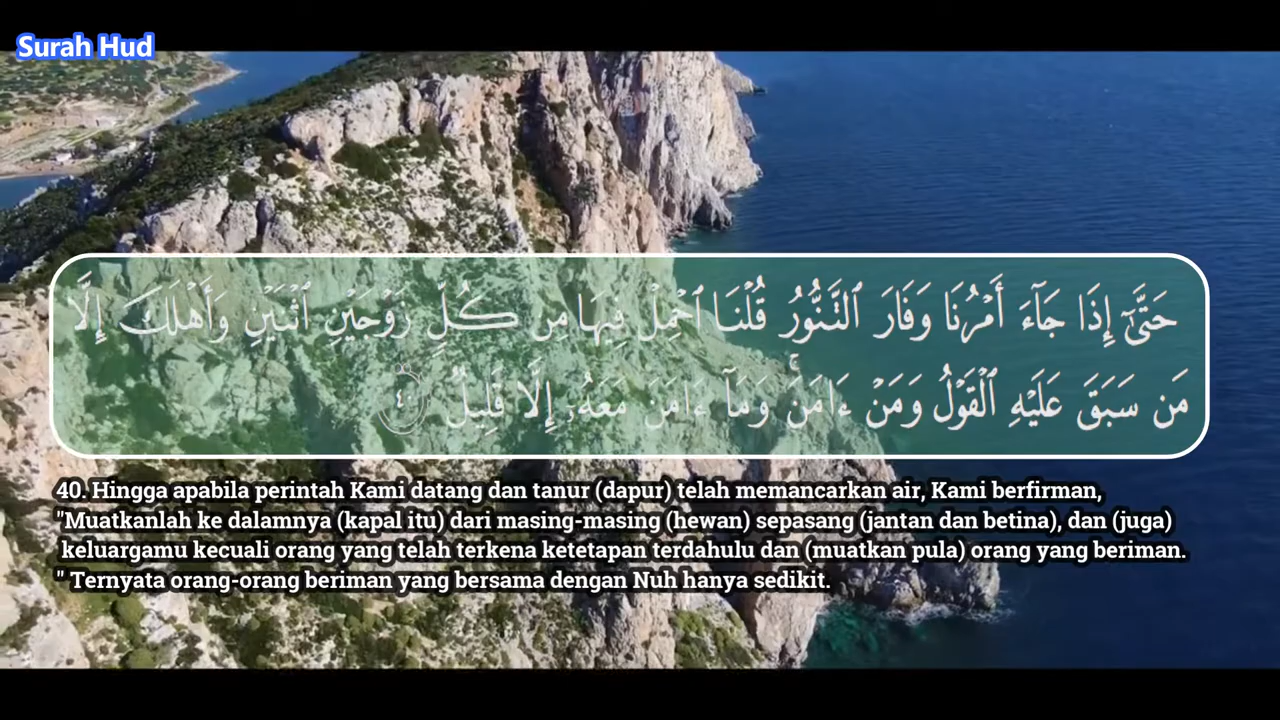 Surah Hud
حَتَّىٰٓ إِذَا جَآءَ أَمْرُنَا وَفَارَ ٱلتَّنُّورُ قُلْنَا ٱحْمِلْ فِيهَا مِن كُلٍّ زَوْجَيْنِ ٱثْنَيْنِ وَأَهْلَكَ إِلَّا
مَن سَبَقَ عَلَيْهِ ٱلْقَوْلُ وَمَنْ ءَامَنَ ۚ وَمَآ ءَامَنَ مَعَهُۥٓ إِلَّا قَلِيلٌ ٤٠
40. Hingga apabila perintah Kami datang dan tanur (dapur) telah memancarkan air, Kami berfirman,
"Muatkanlah ke dalamnya (kapal itu) dari masing-masing (hewan) sepasang (jantan dan betina), dan (juga)
keluargamu kecuali orang yang telah terkena ketetapan terdahulu dan (muatkan pula) orang yang beriman.
" Ternyata orang-orang beriman yang bersama dengan Nuh hanya sedikit.